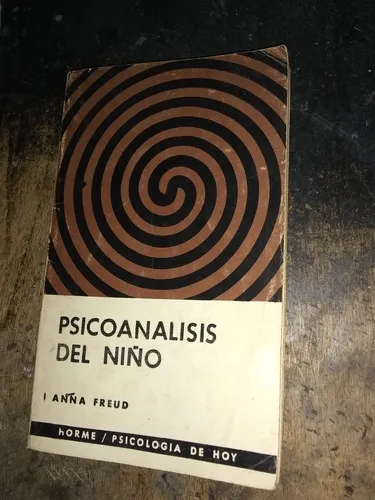 PSICOANALISIS
DEL NIÑO
ANNA FREUD
hORME / PSICOLOGIA DE HOY